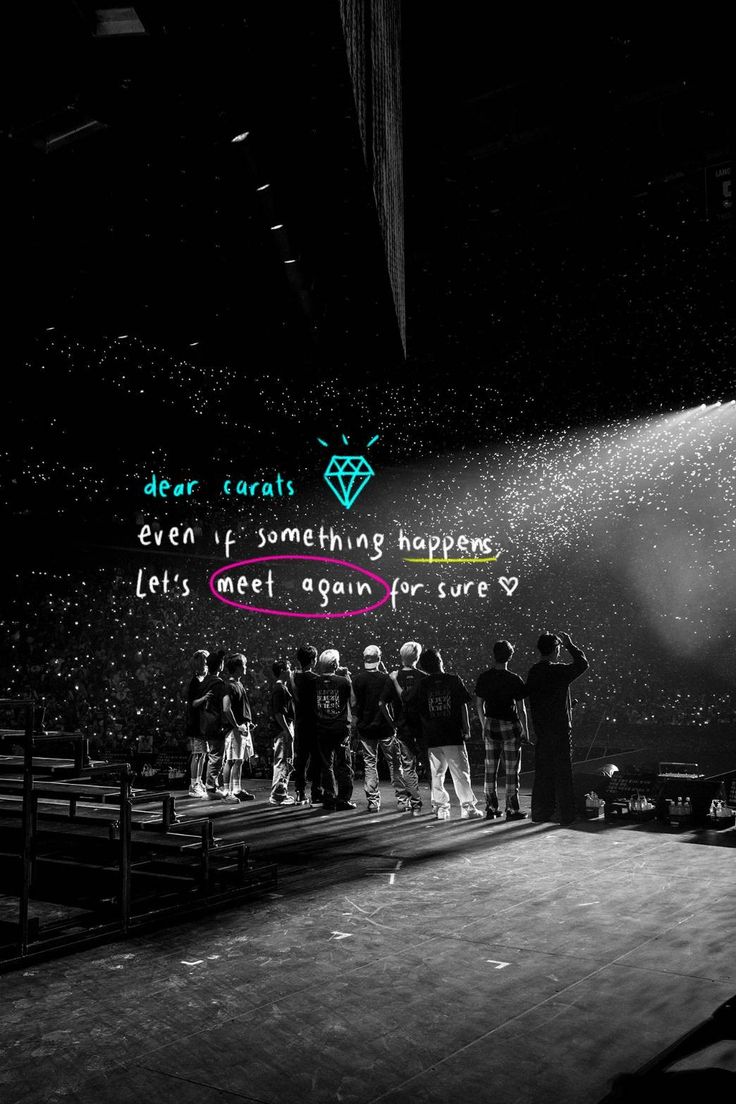 dear carats
even if something happens,
Let's meet again for sure ♡